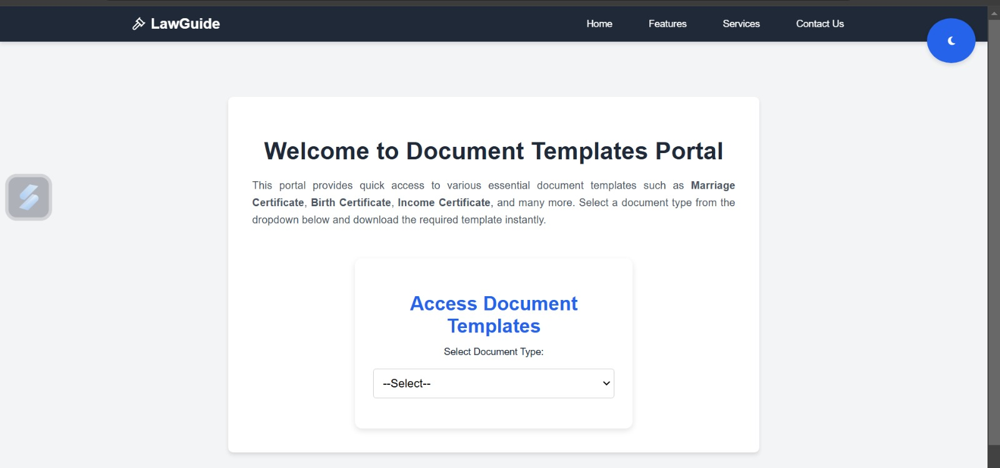 LawGuide
Home Features Services Contact Us
Welcome to Document Templates Portal
This portal provides quick access to various essential document templates such as Marriage
Certificate, Birth Certificate, Income Certificate, and many more. Select a document type from the
dropdown below and download the required template instantly.
Access Document
Templates
Select Document Type:
--Select--